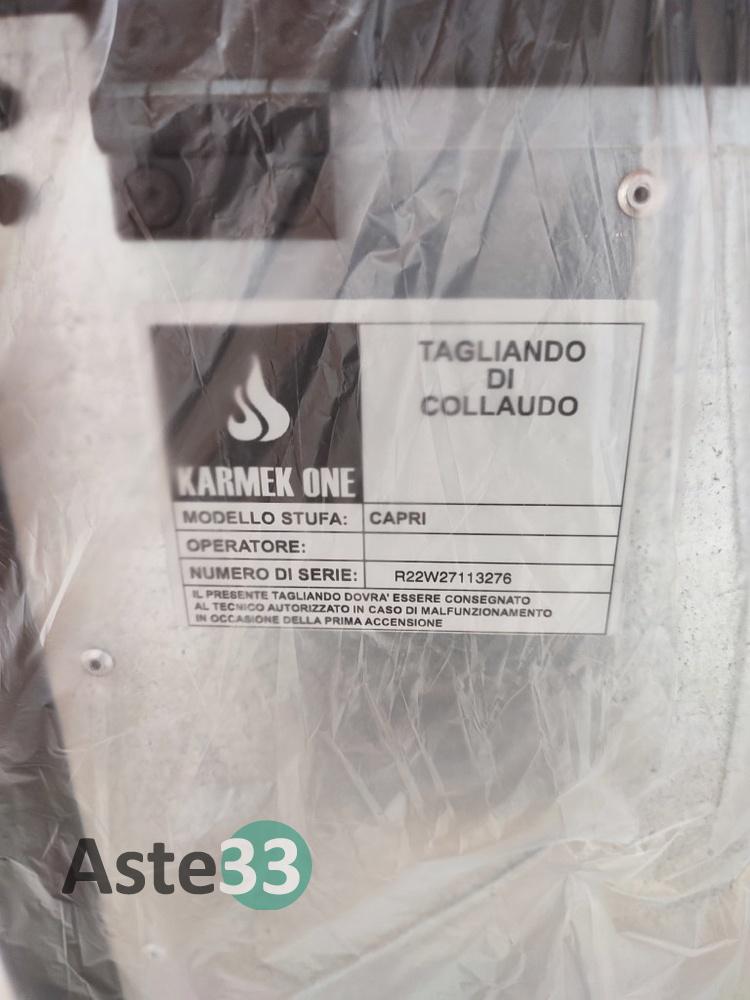 TAGLIANDO
DI
COLLAUDO
KARMEK ONE
MODELLO STUFA: CAPRI
OPERATORE:
NUMERO DI SERIE: R22W27113276
IL PRESENTE TAGLIANDO DOVRA' ESSERE CONSEGNATO
AL TECNICO AUTORIZZATO IN CASO DI MALFUNZIONAMENTO
IN OCCASIONE DELLA PRIMA ACCENSIONE
Aste33